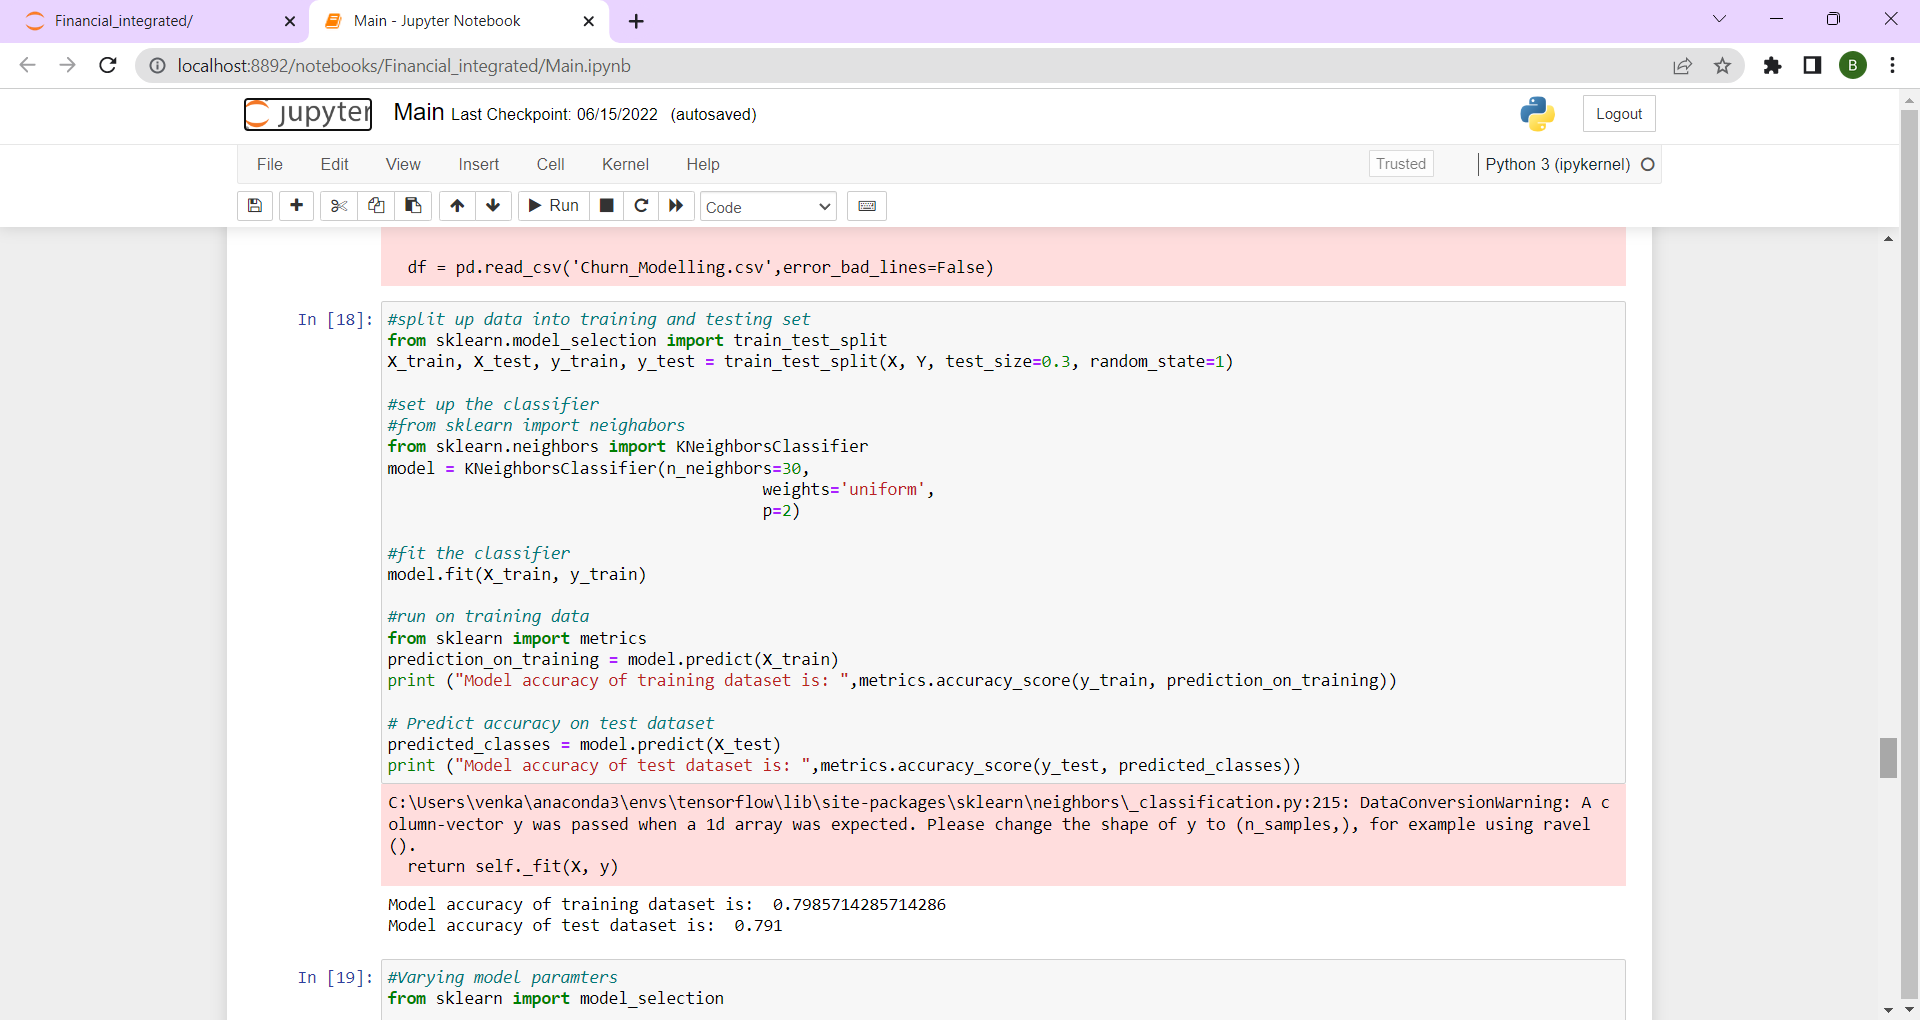 Financial_integrated/
Main - Jupyter Notebook
localhost:8892/notebooks/Financial_integrated/Main.ipynb
B
jupyter
Main Last Checkpoint: 06/15/2022 (autosaved)
Logout
File Edit View Insert Cell Kernel Help
Trusted
Python 3 (ipykernel)
Run
Code
df = pd.read_csv('Churn_Modelling.csv',error_bad_lines=False)
In [18]:
#split up data into training and testing set
from sklearn.model_selection import train_test_split
X_train, X_test, y_train, y_test = train_test_split(X, Y, test_size=0.3, random_state=1)
#set up the classifier
#from sklearn import neighabors
from sklearn.neighbors import KNeighborsClassifier
model = KNeighborsClassifier(n_neighbors=30,
weights='uniform',
p=2)
#fit the classifier
model.fit(X_train, y_train)
#run on training data
from sklearn import metrics
prediction_on_training = model.predict(X_train)
print ("Model accuracy of training dataset is: ",metrics.accuracy_score(y_train, prediction_on_training))
# Predict accuracy on test dataset
predicted_classes = model.predict(X_test)
print ("Model accuracy of test dataset is: ",metrics.accuracy_score(y_test, predicted_classes))
C:\Users\venka\anaconda3\envs\tensorflow\lib\site-packages\sklearn\neighbors\_classification.py:215: DataConversionWarning: A c
olumn-vector y was passed when a 1d array was expected. Please change the shape of y to (n_samples,), for example using ravel
().
return self._fit(X, y)
Model accuracy of training dataset is:  0.7985714285714286
Model accuracy of test dataset is:  0.791
In [19]:
#Varying model paramters
from sklearn import model_selection